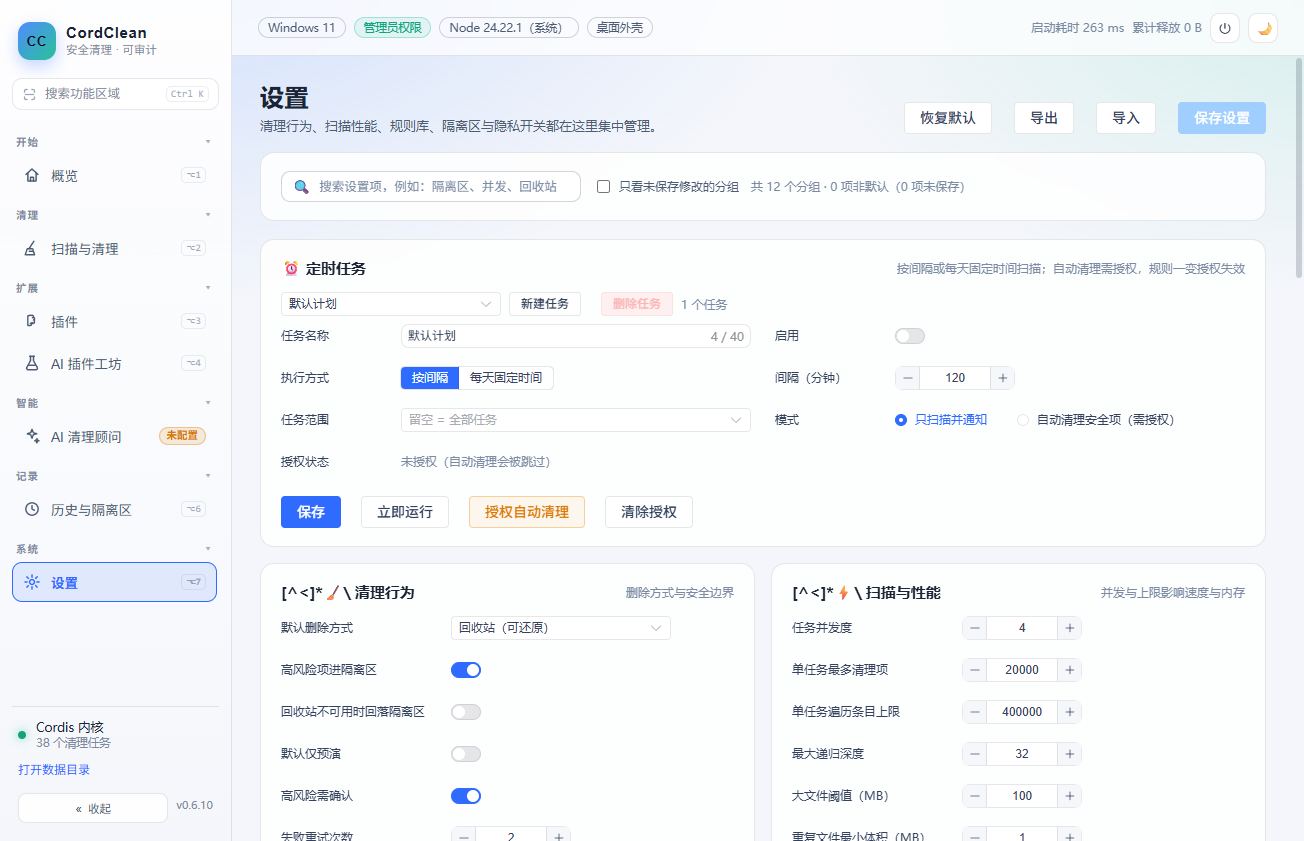 CC
CordClean
安全清理 · 可审计
搜索功能区域 Ctrl K
开始
概览 ⌥1
清理
扫描与清理 ⌥2
扩展
插件 ⌥3
AI 插件工坊 ⌥4
智能
AI 清理顾问 未配置
记录
历史与隔离区 ⌥6
系统
设置 ⌥7
Cordis 内核
38 个清理任务
打开数据目录
« 收起 v0.6.10
Windows 11 管理员权限 Node 24.22.1（系统） 桌面外壳 启动耗时 263 ms 累计释放 0 B
设置
清理行为、扫描性能、规则库、隔离区与隐私开关都在这里集中管理。
恢复默认 导出 导入 保存设置
搜索设置项，例如：隔离区、并发、回收站 只看未保存修改的分组 共 12 个分组 · 0 项非默认（0 项未保存）
定时任务 按间隔或每天固定时间扫描；自动清理需授权，规则一变授权失效
默认计划 新建任务 删除任务 1 个任务
任务名称 默认计划 4 / 40 启用
执行方式 按间隔 每天固定时间 间隔（分钟） 120
任务范围 留空 = 全部任务 模式 只扫描并通知 自动清理安全项（需授权）
授权状态 未授权（自动清理会被跳过）
保存 立即运行 授权自动清理 清除授权
[^<]*🧹\ 清理行为 删除方式与安全边界
默认删除方式 回收站（可还原）
高风险项进隔离区
回收站不可用时回落隔离区
默认仅预演
高风险需确认
失败重试次数 2
[^<]*⚡\ 扫描与性能 并发与上限影响速度与内存
任务并发度 4
单任务最多清理项 20000
单任务遍历条目上限 400000
最大递归深度 32
大文件阈值（MB） 100
重复文件最小体积（MB） 1